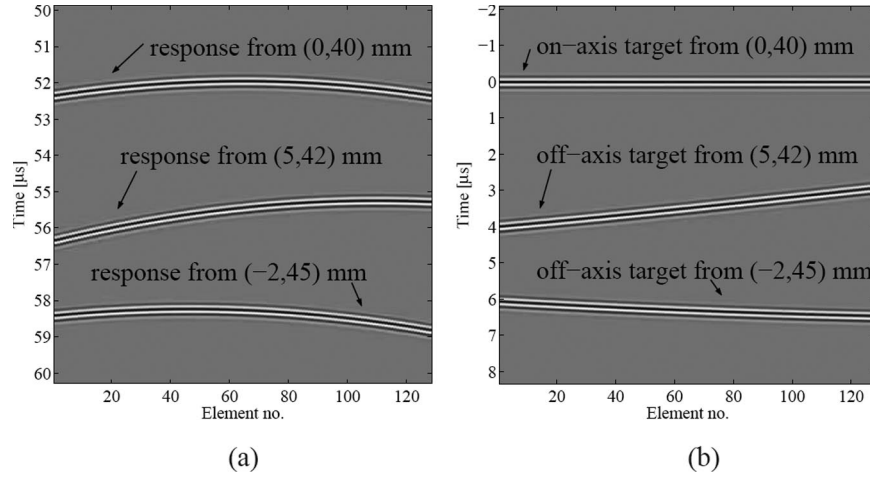 50
51
52
53
54
55
56
57
58
59
60
Time [µs]
response from (0,40) mm
response from (5,42) mm
response from (−2,45) mm
20 40 60 80 100 120
Element no.
(a)
−2
−1
0
1
2
3
4
5
6
7
8
Time [µs]
on−axis target from (0,40) mm
off−axis target from (5,42) mm
off−axis target from (−2,45) mm
20 40 60 80 100 120
Element no.
(b)